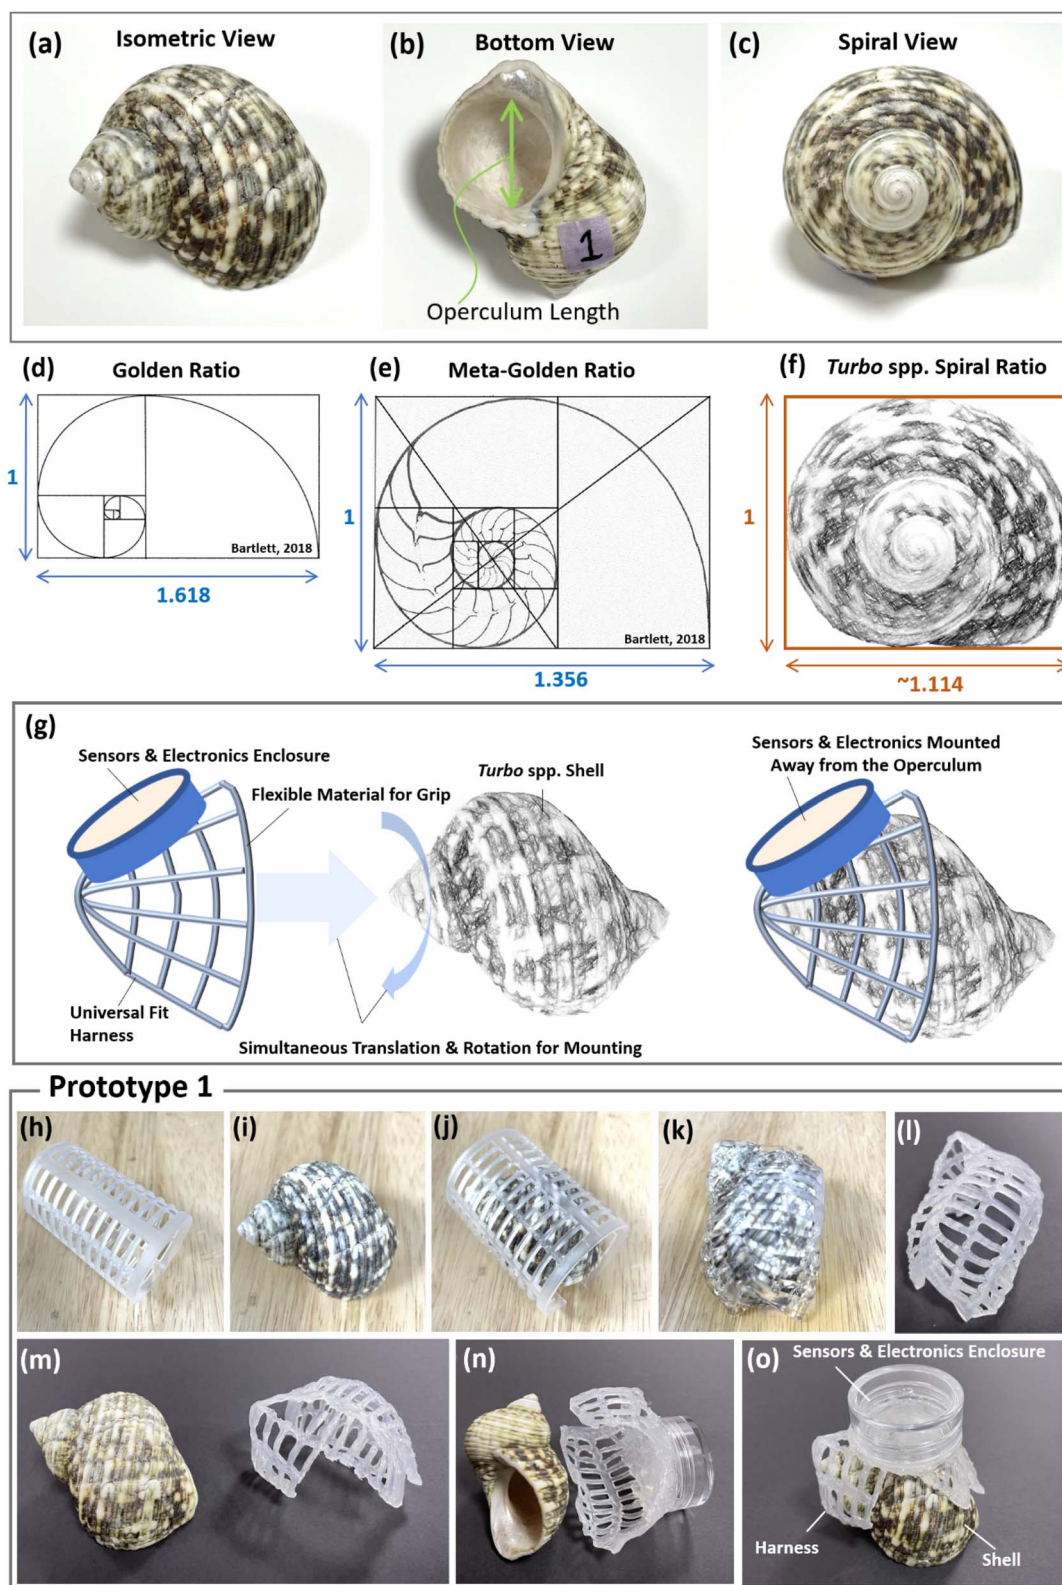 (a)
Isometric View
(b)
Bottom View
(c)
Spiral View
1
Operculum Length
(d)
Golden Ratio
1
Bartlett, 2018
1.618
(e)
Meta-Golden Ratio
1
Bartlett, 2018
1.356
(f)
Turbo spp. Spiral Ratio
1
~1.114
(g)
Sensors & Electronics Enclosure
Flexible Material for Grip
Turbo spp. Shell
Sensors & Electronics Mounted
Away from the Operculum
Universal Fit
Harness
Simultaneous Translation & Rotation for Mounting
Prototype 1
(h)
(i)
(j)
(k)
(l)
(m)
(n)
(o)
Sensors & Electronics Enclosure
Harness
Shell